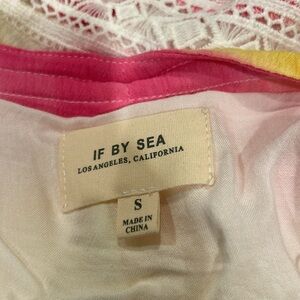 IF BY SEA
LOS ANGELES, CALIFORNIA
S
MADE IN
CHINA